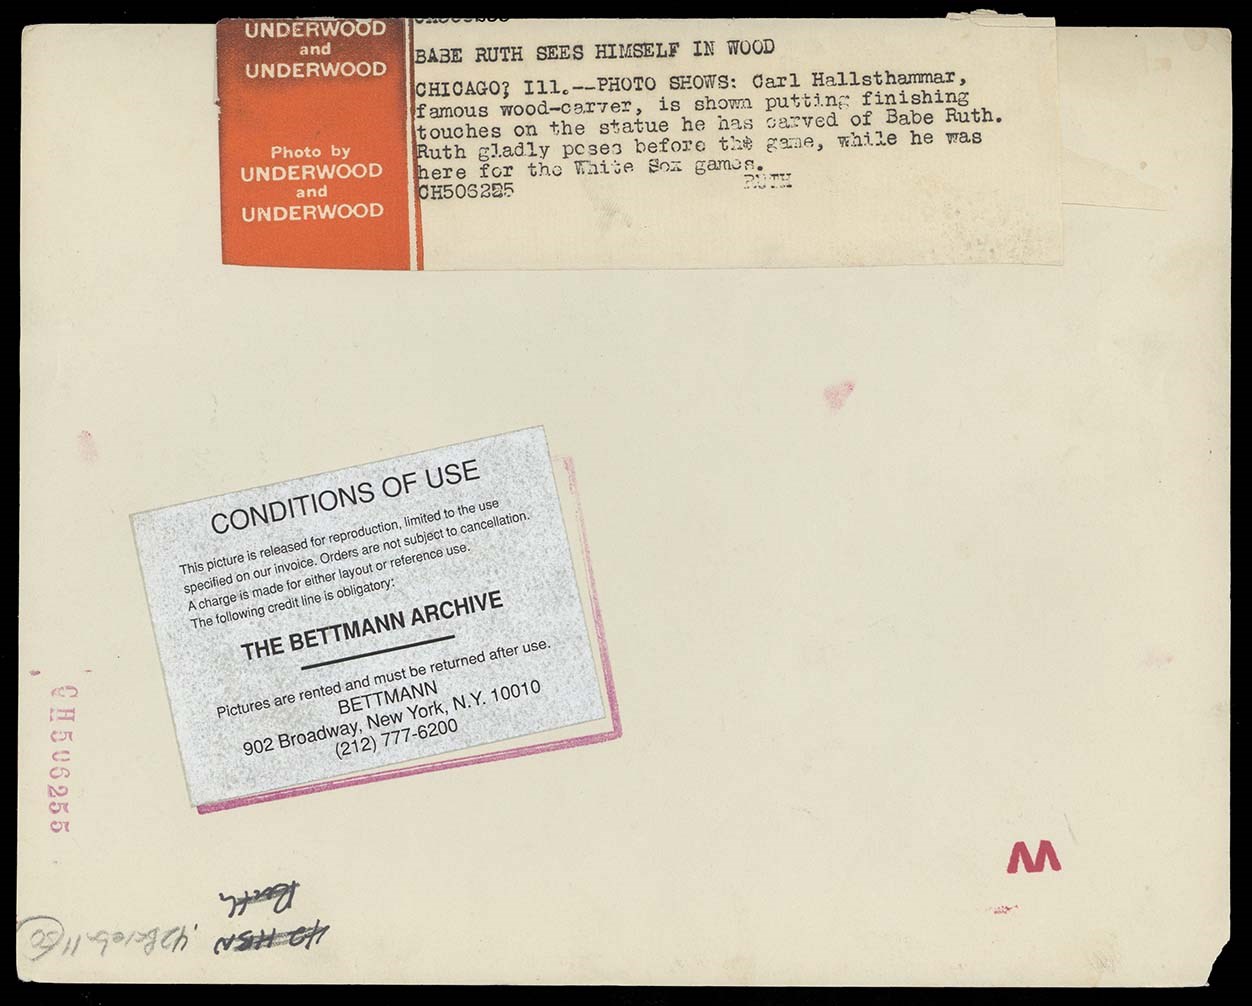 UNDERWOOD
and
UNDERWOOD
Photo by
UNDERWOOD
and
UNDERWOOD
BABE RUTH SEES HIMSELF IN WOOD
CHICAGO? Ill.--PHOTO SHOWS: Carl Hallsthammar,
famous wood-carver, is shown putting finishing
touches on the statue he has carved of Babe Ruth.
Ruth gladly poses before the game, while he was
here for the White Sox games.
RUTH
CH506225
CONDITIONS OF USE
This picture is released for reproduction, limited to the use
specified on our invoice. Orders are not subject to cancellation.
A charge is made for either layout or reference use.
The following credit line is obligatory:
THE BETTMANN ARCHIVE
Pictures are rented and must be returned after use.
BETTMANN
902 Broadway, New York, N.Y. 10010
(212) 777-6200
CH506255
Ruth